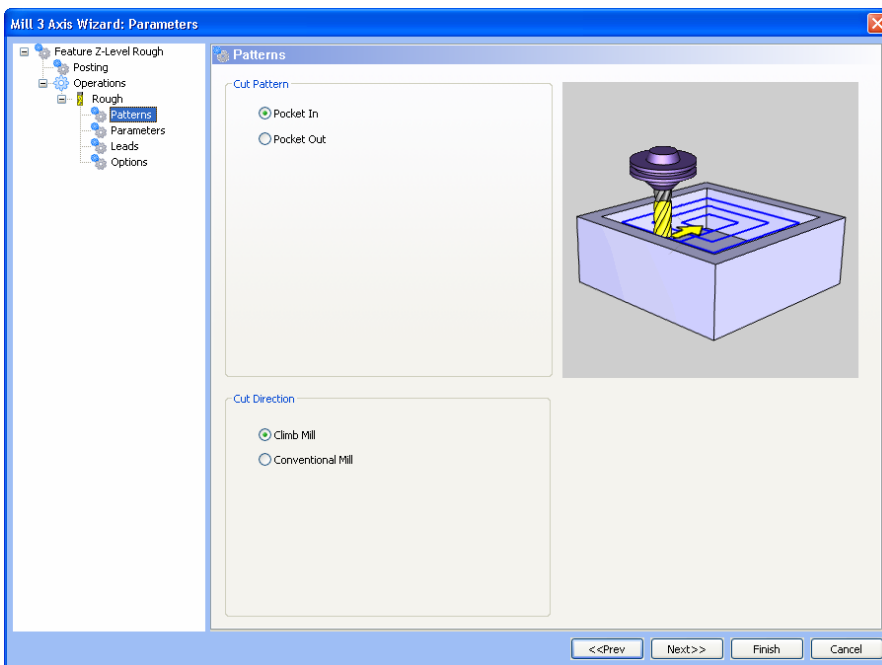 Mill 3 Axis Wizard: Parameters
Feature Z-Level Rough
Posting
Operations
Rough
Patterns
Parameters
Leads
Options
Patterns
Cut Pattern
Pocket In
Pocket Out
Cut Direction
Climb Mill
Conventional Mill
<<Prev
Next>>
Finish
Cancel